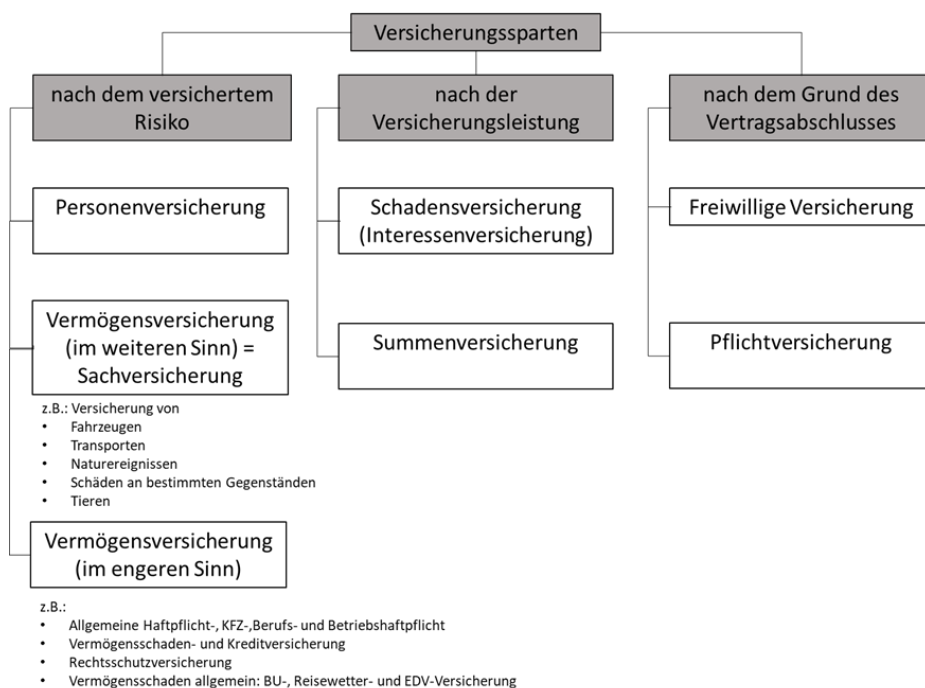 Versicherungssparten
nach dem versichertem
Risiko
nach der
Versicherungsleistung
nach dem Grund des
Vertragsabschlusses
Personenversicherung
Schadensversicherung
(Interessenversicherung)
Freiwillige Versicherung
Vermögensversicherung
(im weiteren Sinn) =
Sachversicherung
Summenversicherung
Pflichtversicherung
z.B.: Versicherung von
• Fahrzeugen
• Transporten
• Naturereignissen
• Schäden an bestimmten Gegenständen
• Tieren
Vermögensversicherung
(im engeren Sinn)
z.B.:
• Allgemeine Haftpflicht-, KFZ-,Berufs- und Betriebshaftpflicht
• Vermögensschaden- und Kreditversicherung
• Rechtsschutzversicherung
• Vermögensschaden allgemein: BU-, Reisewetter- und EDV-Versicherung